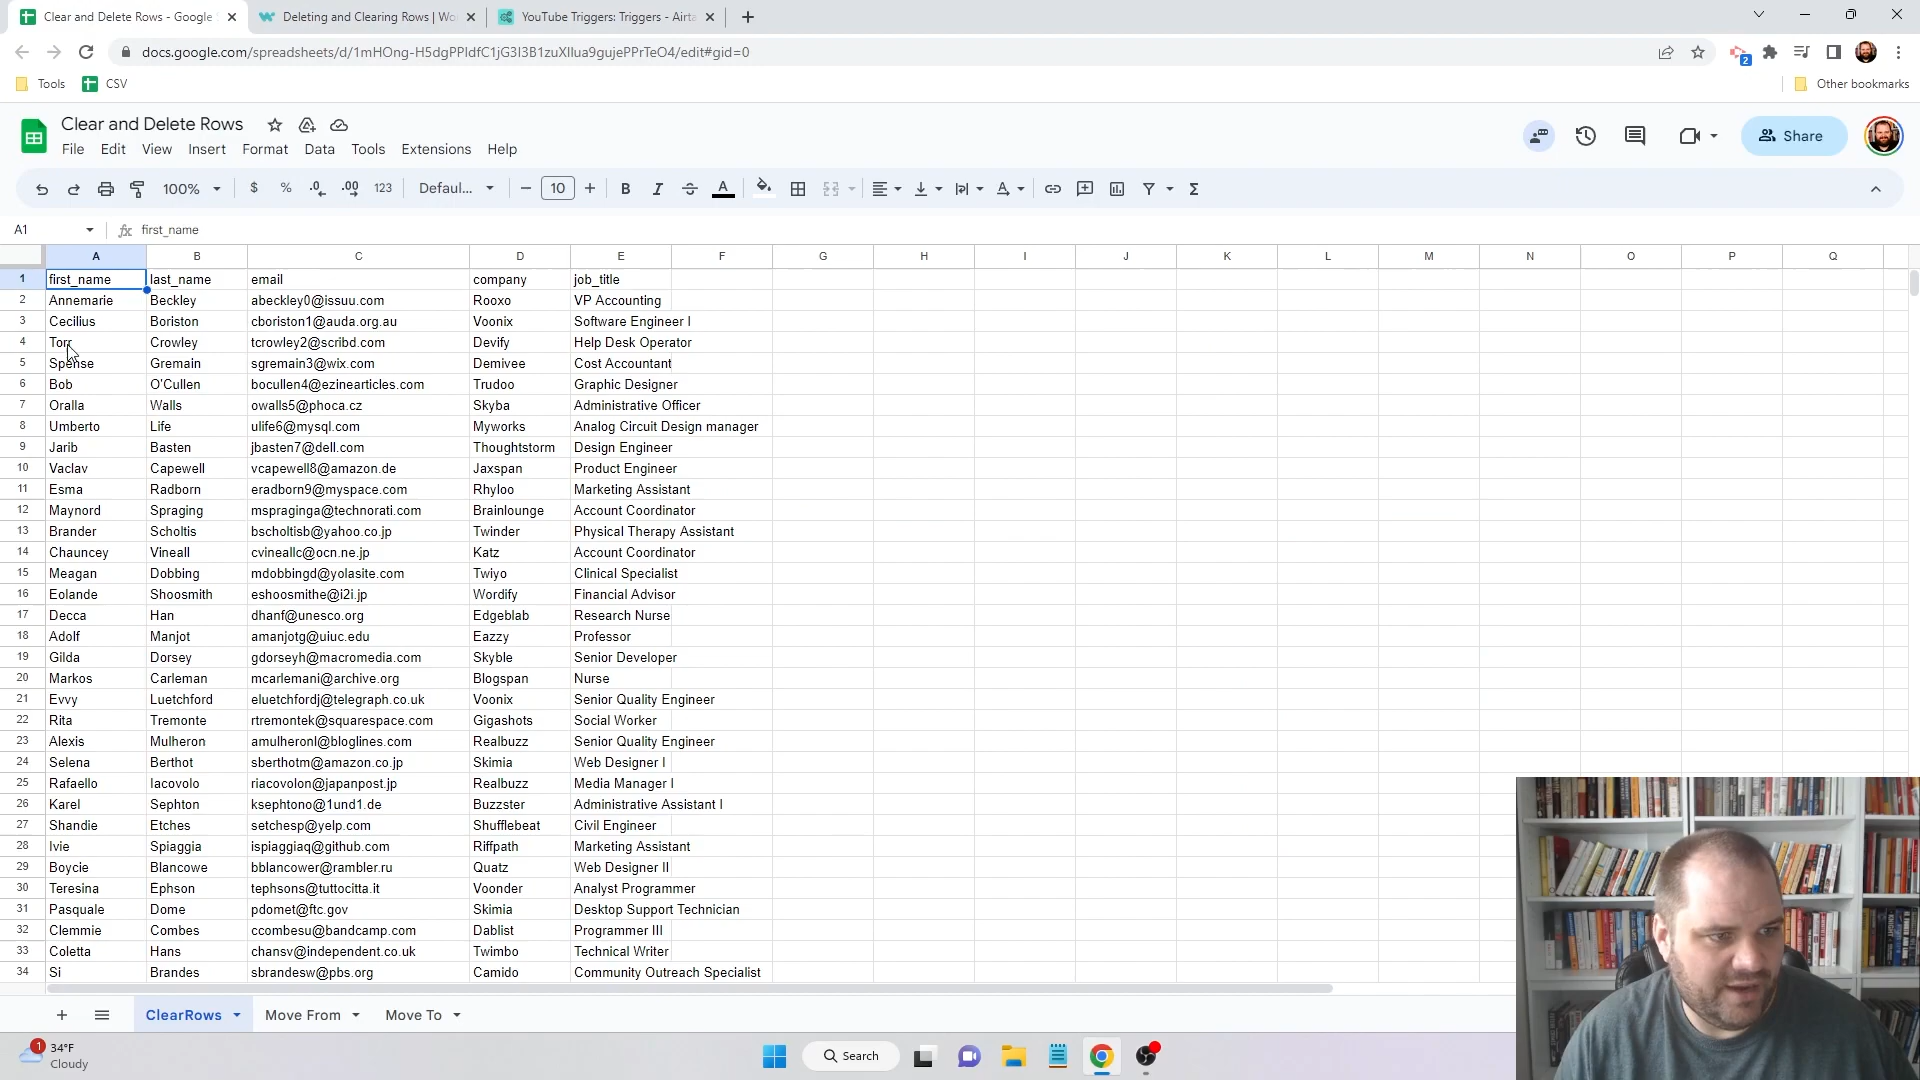 Clear and Delete Rows - Google S
Deleting and Clearing Rows | Wo
YouTube Triggers: Triggers - Airta
docs.google.com/spreadsheets/d/1mHOng-H5dgPPIdfC1jG3I3B1zuXIIua9gujePPrTeO4/edit#gid=0
2
Tools CSV Other bookmarks
Clear and Delete Rows
File Edit View Insert Format Data Tools Extensions Help
Share
100% $ % .0 .00 123 Defaul... 10 B I A
A1 fx first_name
A B C D E F G H I J K L M N O P Q
1 first_name last_name email company job_title
2 Annemarie Beckley abeckley0@issuu.com Rooxo VP Accounting
3 Cecilius Boriston cboriston1@auda.org.au Voonix Software Engineer I
4 Torr Crowley tcrowley2@scribd.com Devify Help Desk Operator
5 Spense Gremain sgremain3@wix.com Demivee Cost Accountant
6 Bob O'Cullen bocullen4@ezinearticles.com Trudoo Graphic Designer
7 Oralla Walls owalls5@phoca.cz Skyba Administrative Officer
8 Umberto Life ulife6@mysql.com Myworks Analog Circuit Design manager
9 Jarib Basten jbasten7@dell.com Thoughtstorm Design Engineer
10 Vaclav Capewell vcapewell8@amazon.de Jaxspan Product Engineer
11 Esma Radborn eradborn9@myspace.com Rhyloo Marketing Assistant
12 Maynord Spraging mspraginga@technorati.com Brainlounge Account Coordinator
13 Brander Scholtis bscholtisb@yahoo.co.jp Twinder Physical Therapy Assistant
14 Chauncey Vineall cvineallc@ocn.ne.jp Katz Account Coordinator
15 Meagan Dobbing mdobbingd@yolasite.com Twiyo Clinical Specialist
16 Eolande Shoosmith eshoosmithe@i2i.jp Wordify Financial Advisor
17 Decca Han dhanf@unesco.org Edgeblab Research Nurse
18 Adolf Manjot amanjotg@uiuc.edu Eazzy Professor
19 Gilda Dorsey gdorseyh@macromedia.com Skyble Senior Developer
20 Markos Carleman mcarlemani@archive.org Blogspan Nurse
21 Evvy Luetchford eluetchfordj@telegraph.co.uk Voonix Senior Quality Engineer
22 Rita Tremonte rtremontek@squarespace.com Gigashots Social Worker
23 Alexis Mulheron amulheronl@bloglines.com Realbuzz Senior Quality Engineer
24 Selena Berthot sberthotm@amazon.co.jp Skimia Web Designer I
25 Rafaello Iacovolo riacovolon@japanpost.jp Realbuzz Media Manager I
26 Karel Sephton ksephtono@1und1.de Buzzster Administrative Assistant I
27 Shandie Etches setchesp@yelp.com Shufflebeat Civil Engineer
28 Ivie Spiaggia ispiaggiaq@github.com Riffpath Marketing Assistant
29 Boycie Blancowe bblancower@rambler.ru Quatz Web Designer II
30 Teresina Ephson tephsons@tuttocitta.it Voonder Analyst Programmer
31 Pasquale Dome pdomet@ftc.gov Skimia Desktop Support Technician
32 Clemmie Combes ccombesu@bandcamp.com Dablist Programmer III
33 Coletta Hans chansv@independent.co.uk Twimbo Technical Writer
34 Si Brandes sbrandesw@pbs.org Camido Community Outreach Specialist
ClearRows Move From Move To
1 34°F
Cloudy
Search